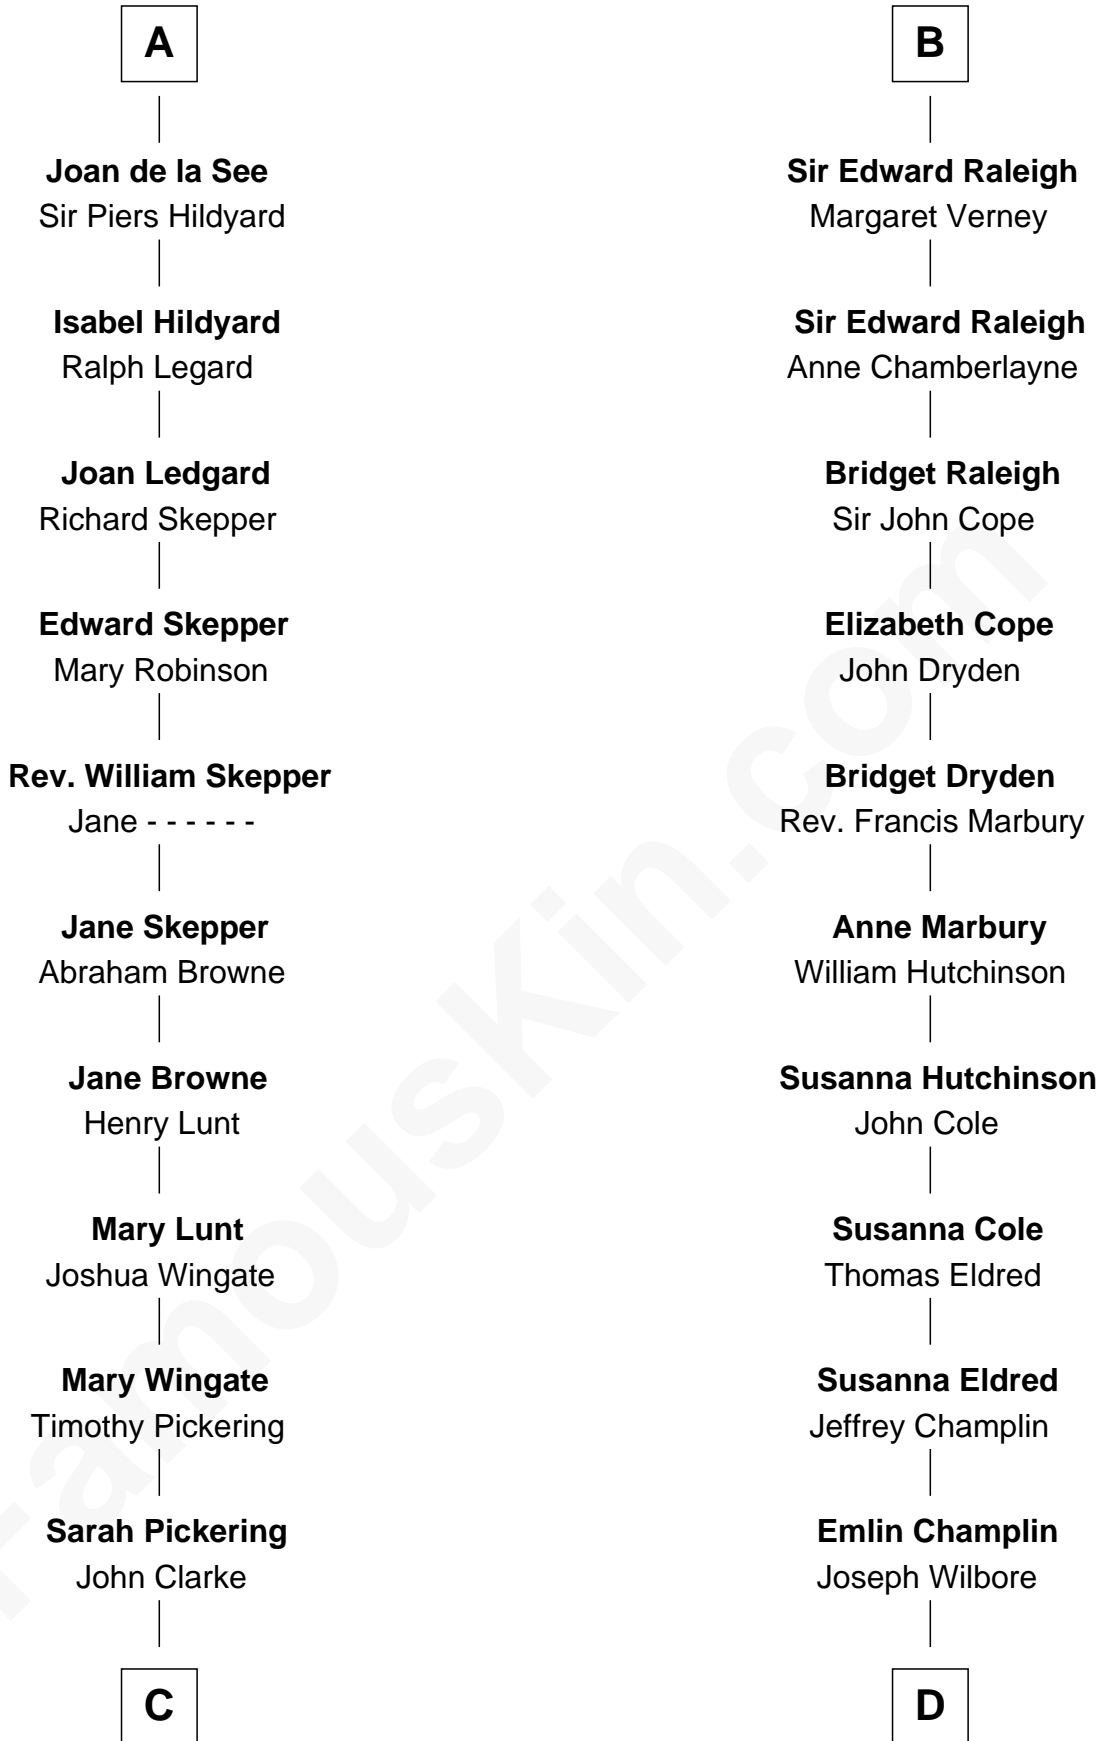 A
Joan de la See
Sir Piers Hildyard
Isabel Hildyard
Ralph Legard
Joan Ledgard
Richard Skepper
Edward Skepper
Mary Robinson
Rev. William Skepper
Jane - - - - - -
Jane Skepper
Abraham Browne
Jane Browne
Henry Lunt
Mary Lunt
Joshua Wingate
Mary Wingate
Timothy Pickering
Sarah Pickering
John Clarke
C
B
Sir Edward Raleigh
Margaret Verney
Sir Edward Raleigh
Anne Chamberlayne
Bridget Raleigh
Sir John Cope
Elizabeth Cope
John Dryden
Bridget Dryden
Rev. Francis Marbury
Anne Marbury
William Hutchinson
Susanna Hutchinson
John Cole
Susanna Cole
Thomas Eldred
Susanna Eldred
Jeffrey Champlin
Emlin Champlin
Joseph Wilbore
D
FamousKin.com